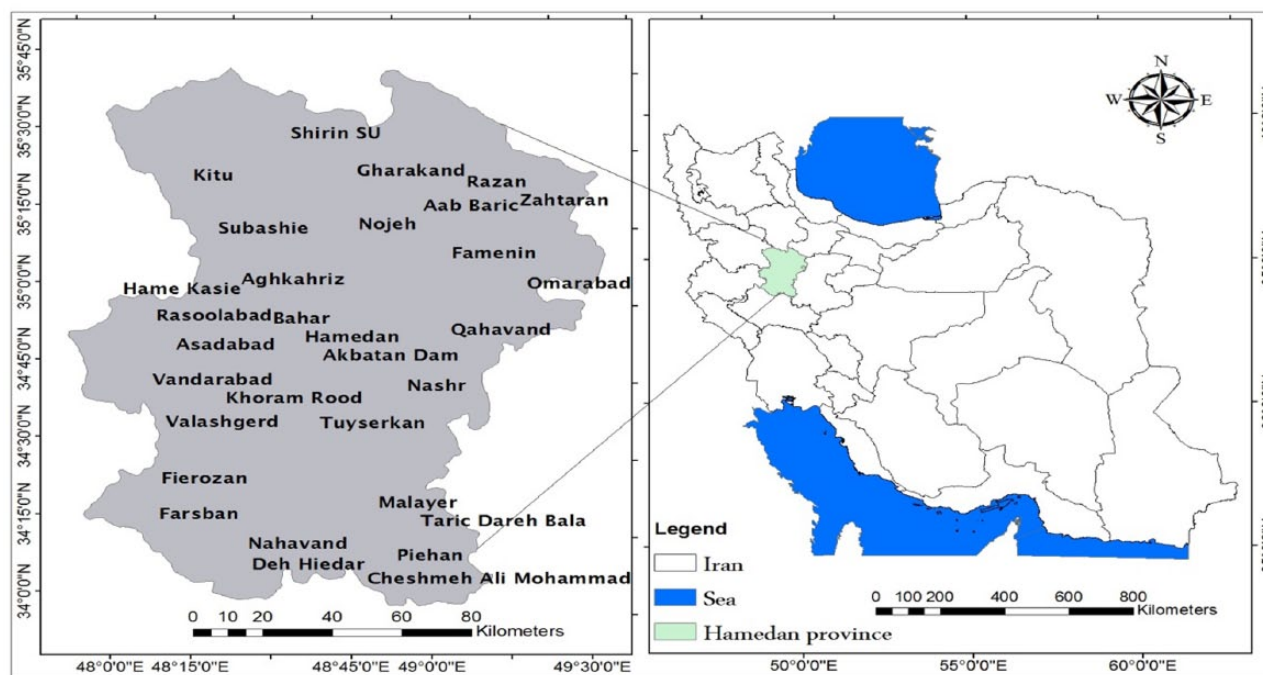 35°45'0"N
35°30'0"N
35°15'0"N
35°0'0"N
34°45'0"N
34°30'0"N
34°15'0"N
34°0'0"N
Shirin SU
Kitu
Gharakand
Razan
Aab Baric
Zahtaran
Subashie
Nojeh
Famenin
Aghkahriz
Hame Kasie
Omarabad
Rasoolabad
Bahar
Hamedan
Qahavand
Asadabad
Akbatan Dam
Vandarabad
Nashr
Khoram Rood
Valashgerd
Tuyserkan
Fierozan
Malayer
Farsban
Taric Dareh Bala
Nahavand
Piehan
Deh Hiedar
Cheshmeh Ali Mohammad
0 10 20 40 60 80
Kilometers
48°0'0"E 48°15'0"E 48°45'0"E 49°0'0"E 49°30'0"E
N
W E
S
Legend
Iran
Sea
Hamedan province
0 100 200 400 600 800
Kilometers
50°0'0"E 55°0'0"E 60°0'0"E